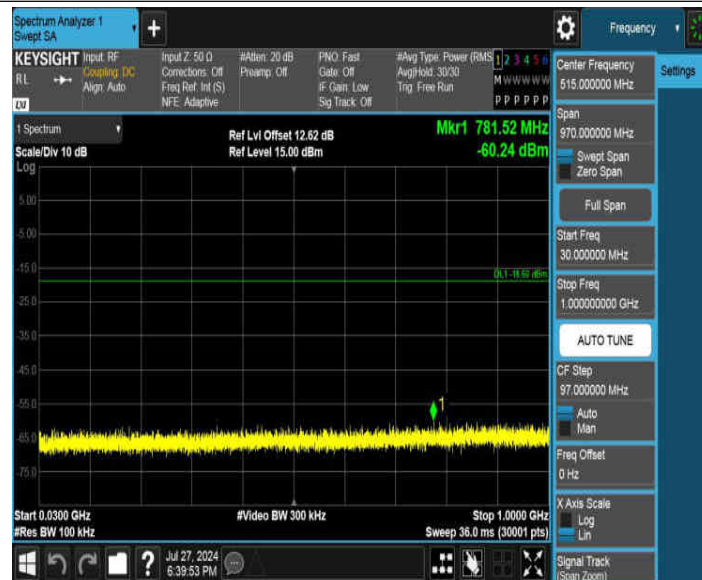 Spectrum Analyzer 1
Swept SA
+
Frequency
KEYSIGHT
RL
Input: RF
Coupling: DC
Align: Auto
Input Z: 50 Ω
Corrections: Off
Freq Ref: Int (S)
NFE: Adaptive
#Atten: 20 dB
Preamp: Off
PNO: Fast
Gate: Off
IF Gain: Low
Sig Track: Off
#Avg Type: Power (RMS
Avg|Hold: 30/30
Trig: Free Run
1 2 3 4 5 6
M W W W W W
P P P P P P
1 Spectrum
Scale/Div 10 dB
Log
Ref Lvl Offset 12.62 dB
Ref Level 15.00 dBm
Mkr1 781.52 MHz
-60.24 dBm
5.00
-5.00
-15.0
-25.0
-35.0
-45.0
-55.0
-65.0
-75.0
1
Start 0.0300 GHz
#Res BW 100 kHz
#Video BW 300 kHz
Stop 1.0000 GHz
Sweep 36.0 ms (30001 pts)
Jul 27, 2024
6:39:53 PM
Center Frequency
515.000000 MHz
Span
970.000000 MHz
Swept Span
Zero Span
Full Span
Start Freq
30.000000 MHz
Stop Freq
1.000000000 GHz
AUTO TUNE
CF Step
97.000000 MHz
Auto
Man
Freq Offset
0 Hz
X Axis Scale
Log
Lin
Signal Track
(Span Zoom)
Settings